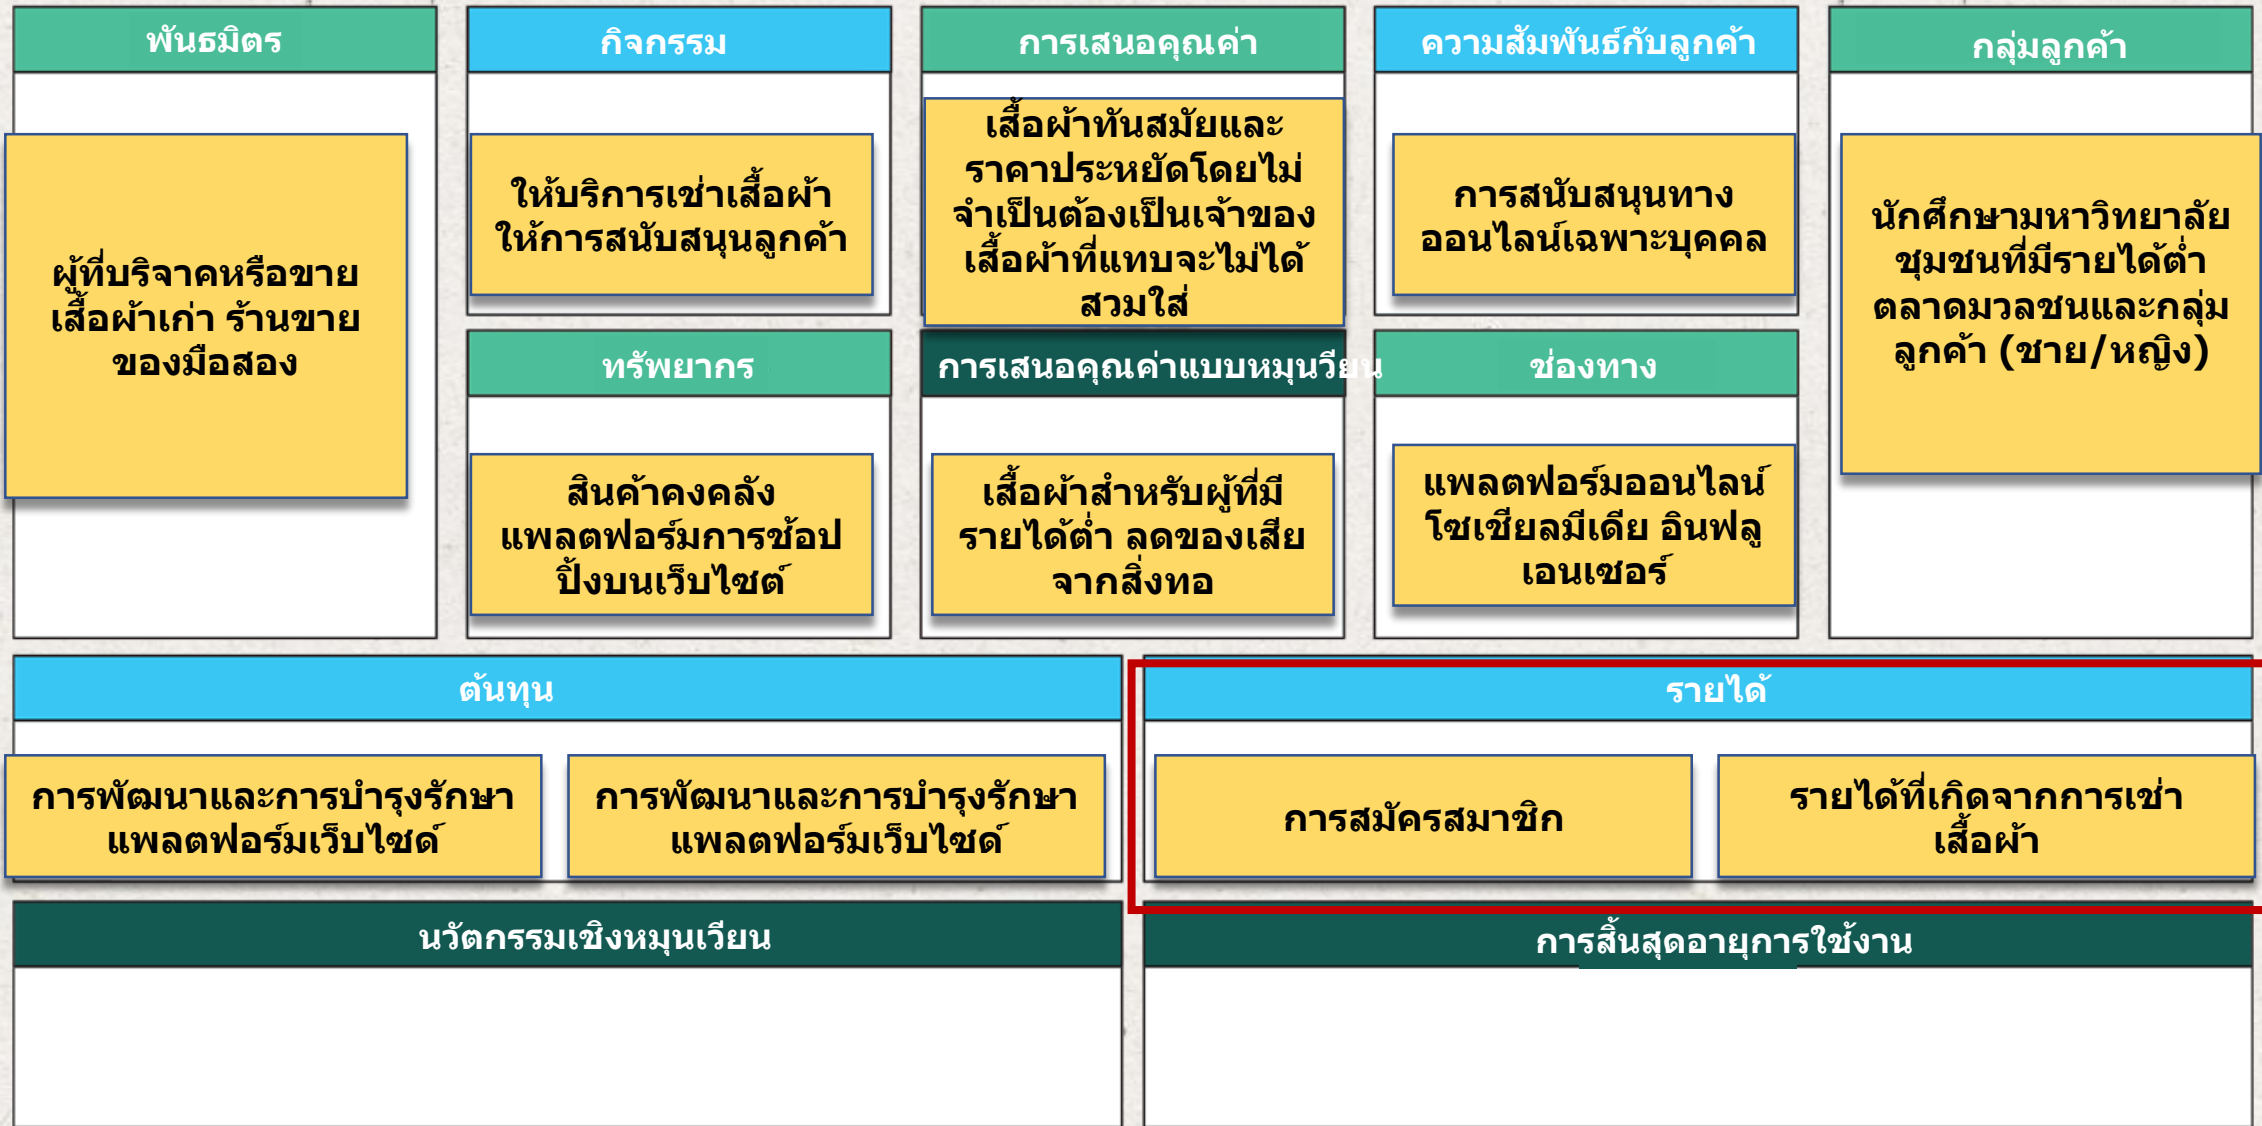 พันธมิตร
ผู้ที่บริจาคหรือขาย
เสื้อผ้าเก่า ร้านขาย
ของมือสอง
กิจกรรม
ให้บริการเช่าเสื้อผ้า
ให้การสนับสนุนลูกค้า
การเสนอคุณค่า
เสื้อผ้าทันสมัยและ
ราคาประหยัดโดยไม่
จำเป็นต้องเป็นเจ้าของ
เสื้อผ้าที่แทบจะไม่ได้
สวมใส่
ความสัมพันธ์กับลูกค้า
การสนับสนุนทาง
ออนไลน์เฉพาะบุคคล
กลุ่มลูกค้า
นักศึกษามหาวิทยาลัย
ชุมชนที่มีรายได้ต่ำ
ตลาดมวลชนและกลุ่ม
ลูกค้า (ชาย/หญิง)
ทรัพยากร
สินค้าคงคลัง
แพลตฟอร์มการช้อป
ปิ้งบนเว็บไซต์
การเสนอคุณค่าแบบหมุนวียน
เสื้อผ้าสำหรับผู้ที่มี
รายได้ต่ำ ลดของเสีย
จากสิ่งทอ
ช่องทาง
แพลตฟอร์มออนไลน์
โซเชียลมีเดีย อินฟลู
เอนเซอร์
ต้นทุน
การพัฒนาและการบำรุงรักษา
แพลตฟอร์มเว็บไซด์
การพัฒนาและการบำรุงรักษา
แพลตฟอร์มเว็บไซด์
รายได้
การสมัครสมาชิก
รายได้ที่เกิดจากการเช่า
เสื้อผ้า
นวัตกรรมเชิงหมุนเวียน
การสิ้นสุดอายุการใช้งาน